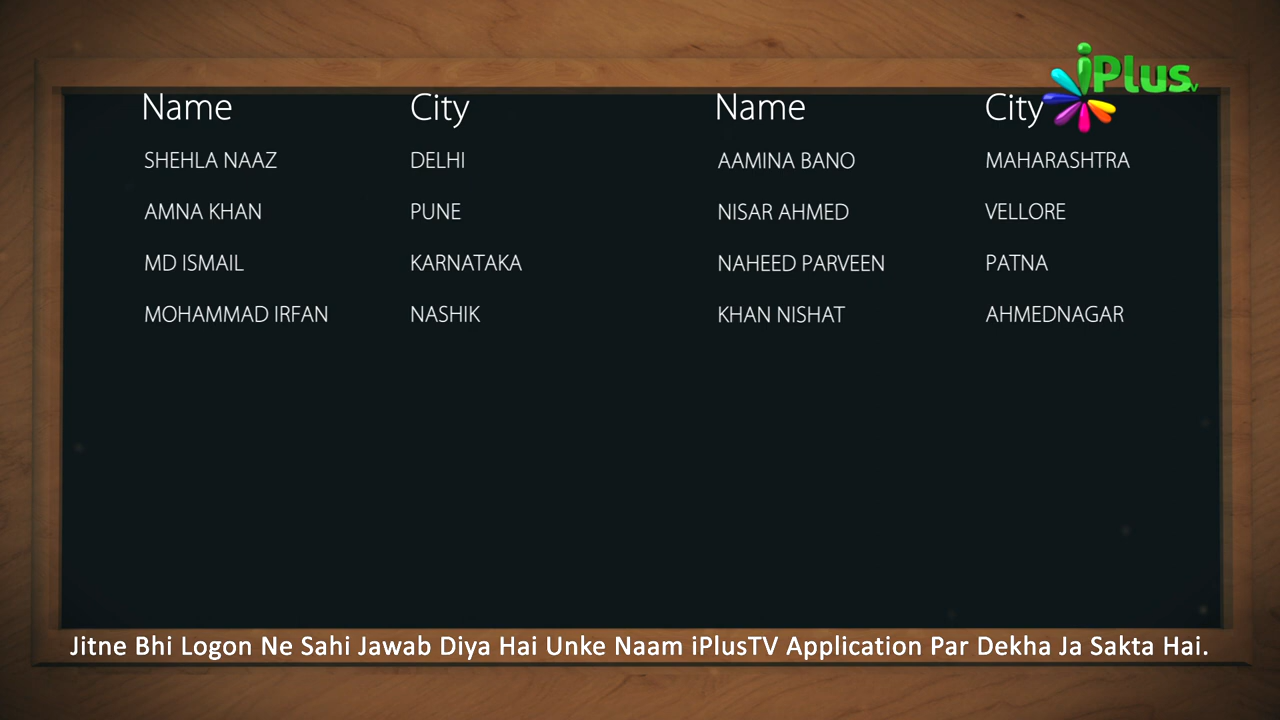 iPlus TV
Name City Name City
SHEHLA NAAZ DELHI AAMINA BANO MAHARASHTRA
AMNA KHAN PUNE NISAR AHMED VELLORE
MD ISMAIL KARNATAKA NAHEED PARVEEN PATNA
MOHAMMAD IRFAN NASHIK KHAN NISHAT AHMEDNAGAR
Jitne Bhi Logon Ne Sahi Jawab Diya Hai Unke Naam iPlusTV Application Par Dekha Ja Sakta Hai.